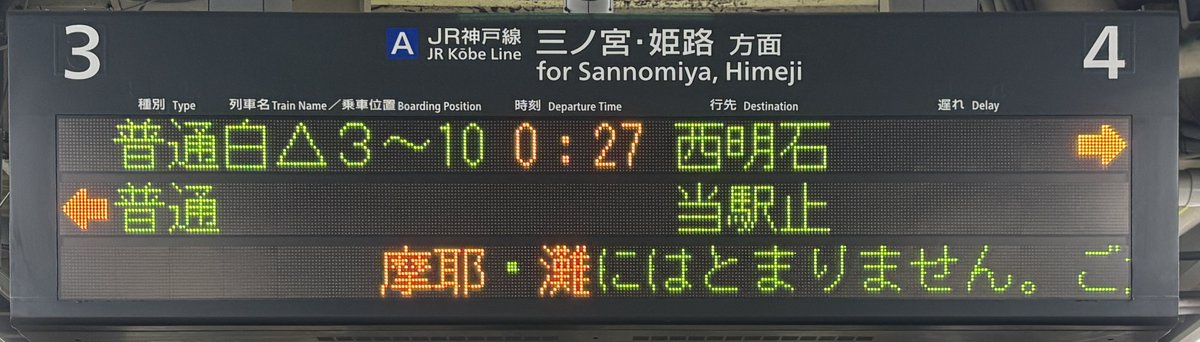 3 A JR神戸線 三ノ宮・姫路 方面 4
JR Kōbe Line for Sannomiya, Himeji
種別 Type 列車名 Train Name／乗車位置 Boarding Position 時刻 Departure Time 行先 Destination 遅れ Delay
普通 白△3～10 0:27 西明石 →
← 普通 当駅止
摩耶・灘にはとまりません。ご